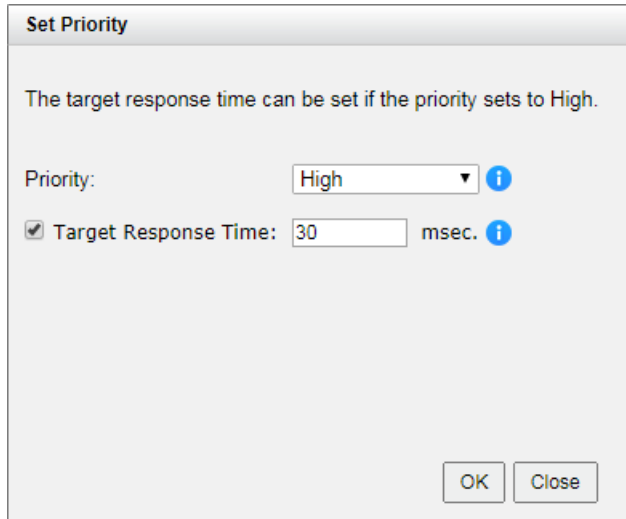 Set Priority
The target response time can be set if the priority sets to High.
Priority: High
Target Response Time: 30 msec.
OK Close